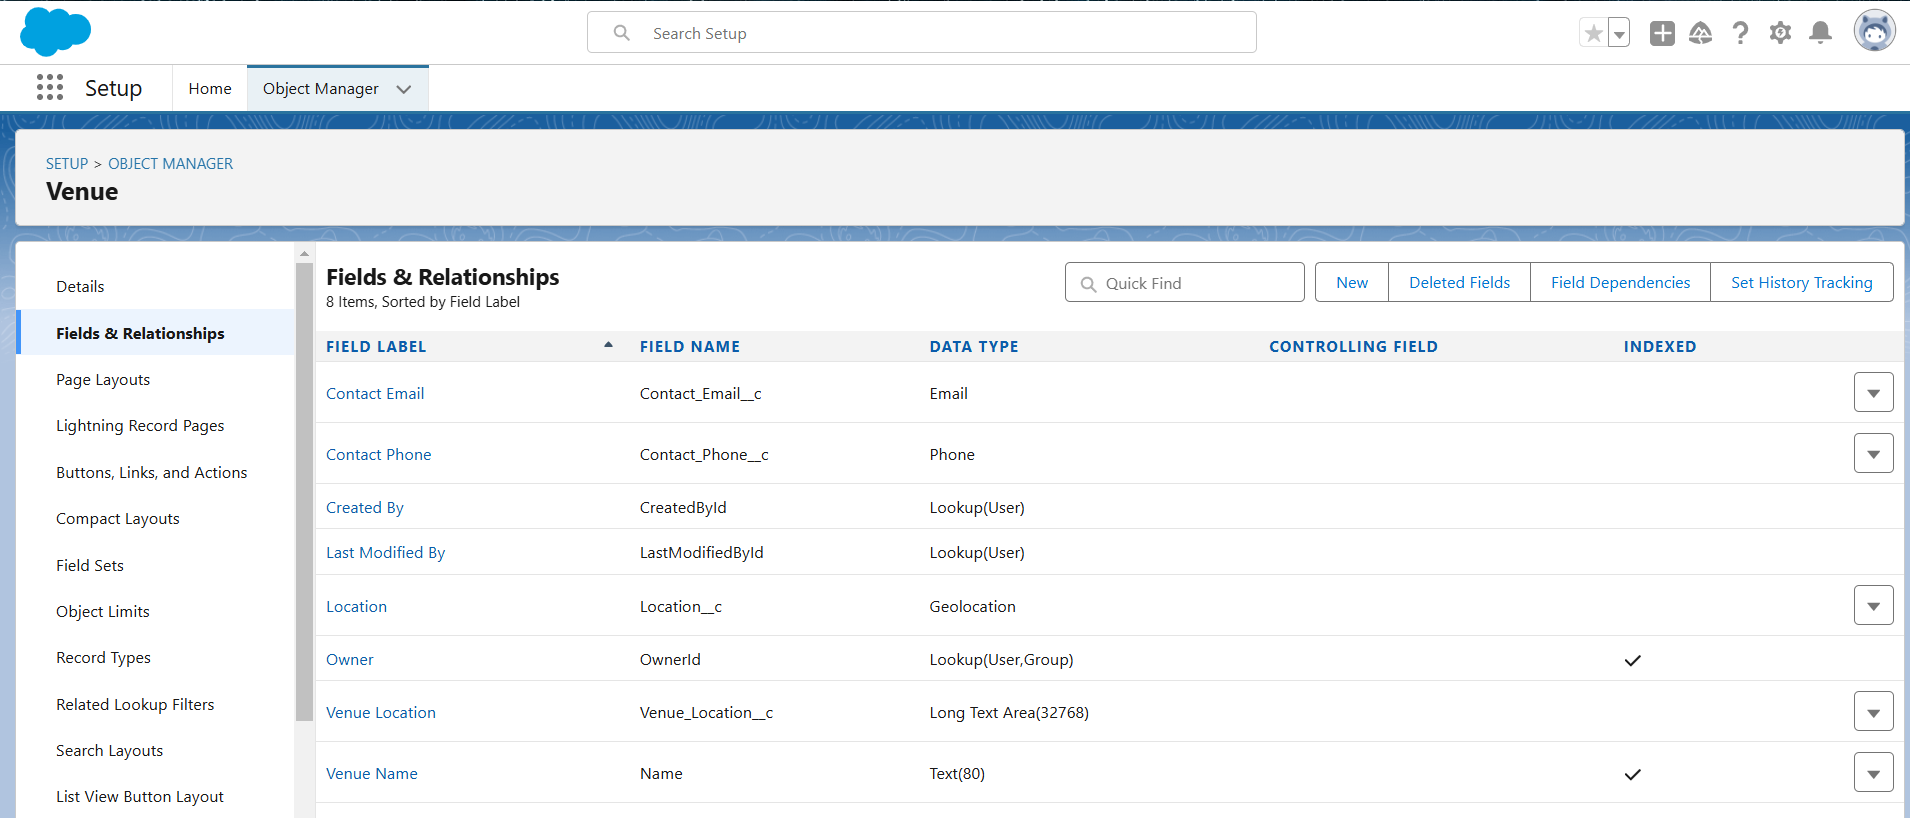 Search Setup
Setup
Home
Object Manager
SETUP > OBJECT MANAGER
Venue
Details
Fields & Relationships
Page Layouts
Lightning Record Pages
Buttons, Links, and Actions
Compact Layouts
Field Sets
Object Limits
Record Types
Related Lookup Filters
Search Layouts
List View Button Layout
Fields & Relationships
8 Items, Sorted by Field Label
Quick Find
New
Deleted Fields
Field Dependencies
Set History Tracking
FIELD LABEL FIELD NAME DATA TYPE CONTROLLING FIELD INDEXED
Contact Email Contact_Email__c Email
Contact Phone Contact_Phone__c Phone
Created By CreatedById Lookup(User)
Last Modified By LastModifiedById Lookup(User)
Location Location__c Geolocation
Owner OwnerId Lookup(User,Group)
Venue Location Venue_Location__c Long Text Area(32768)
Venue Name Name Text(80)